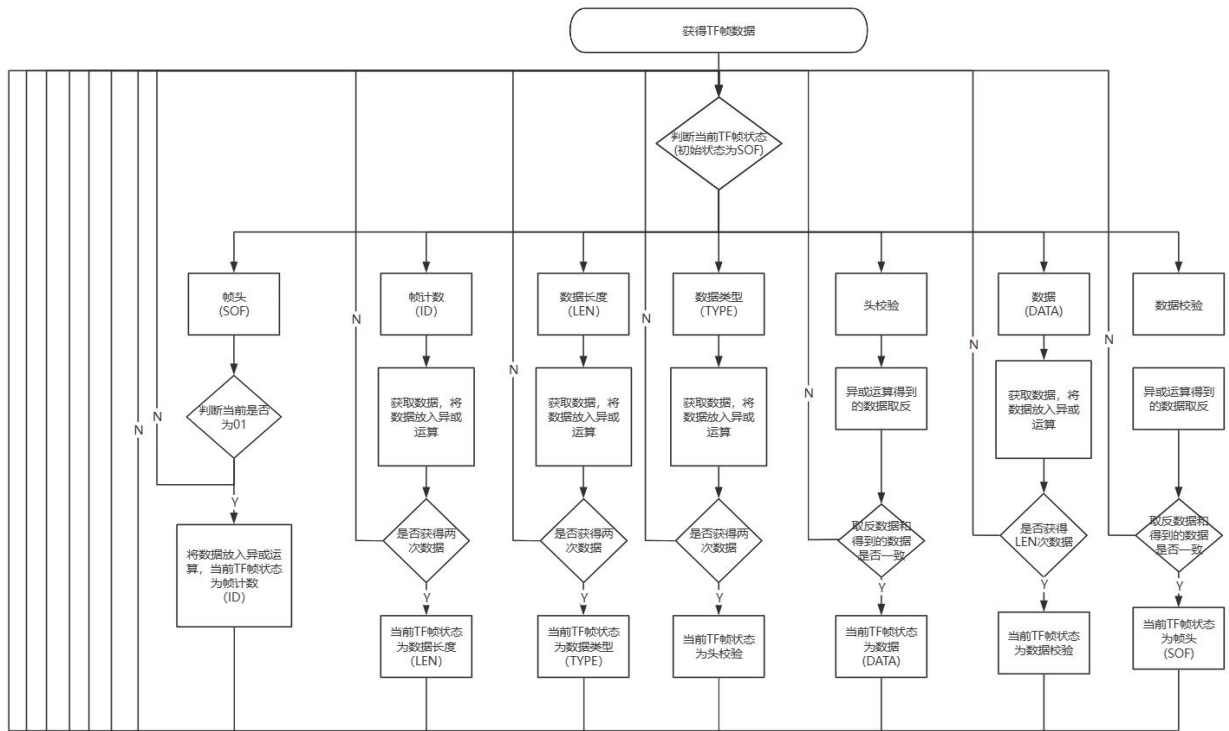 获得TF帧数据
判断当前TF帧状态
(初始状态为SOF)
帧头
(SOF)
帧计数
(ID)
数据长度
(LEN)
数据类型
(TYPE)
头校验
数据
(DATA)
数据校验
N
N
N
N
N
N
N
N
判断当前是否
为01
获取数据，将
数据放入异或
运算
获取数据，将
数据放入异或
运算
获取数据，将
数据放入异或
运算
异或运算得到
的数据取反
获取数据，将
数据放入异或
运算
异或运算得到
的数据取反
Y
是否获得两
次数据
是否获得两
次数据
是否获得两
次数据
取反数据和
得到的数据
是否一致
是否获得
LEN次数据
取反数据和
得到的数据
是否一致
将数据放入异或运
算，当前TF帧状态
为帧计数
(ID)
Y
Y
Y
Y
Y
Y
当前TF帧状态
为数据长度
(LEN)
当前TF帧状态
为数据类型
(TYPE)
当前TF帧状态
为头校验
当前TF帧状态
为数据
(DATA)
当前TF帧状态
为数据校验
当前TF帧状态
为帧头
(SOF)